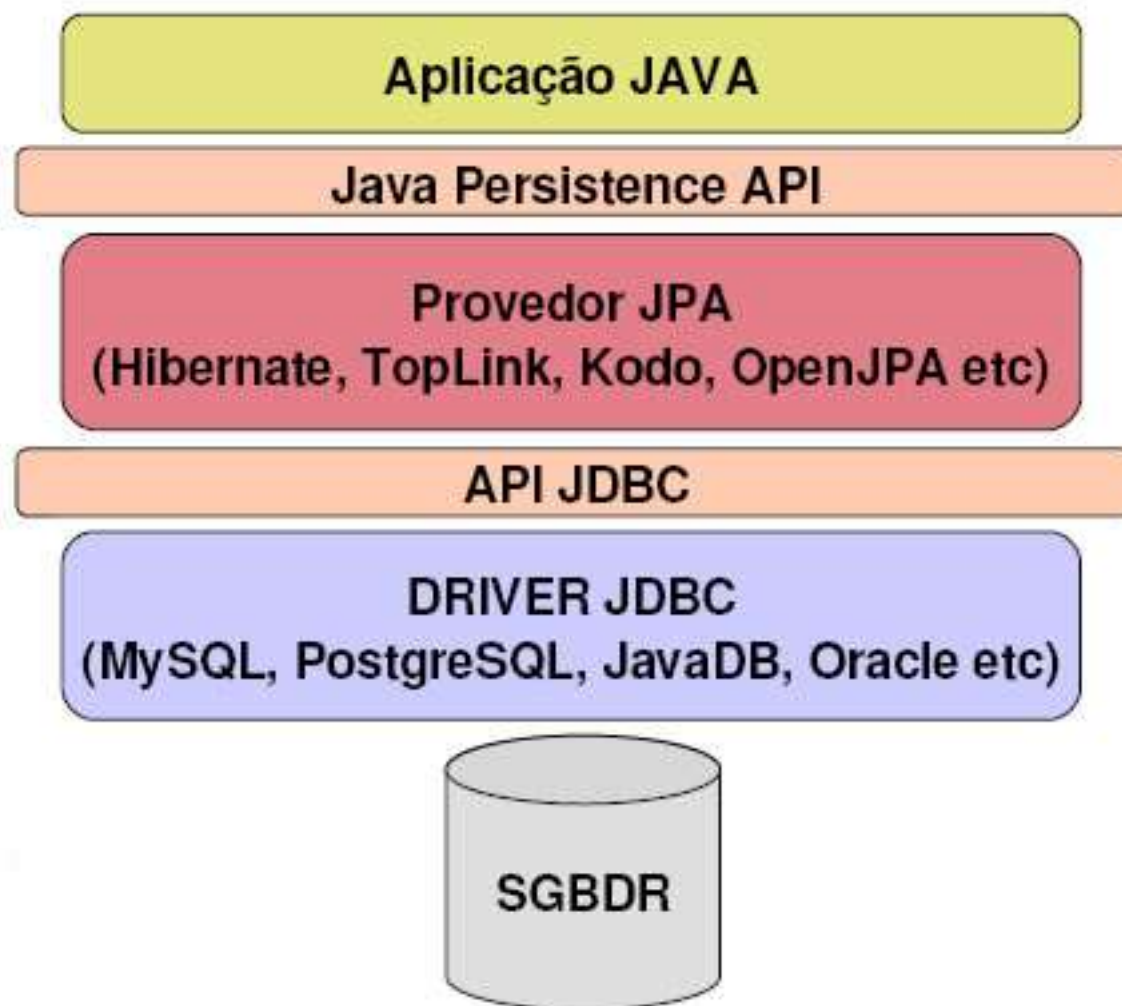 Aplicação JAVA
Java Persistence API
Provedor JPA
(Hibernate, TopLink, Kodo, OpenJPA etc)
API JDBC
DRIVER JDBC
(MySQL, PostgreSQL, JavaDB, Oracle etc)
SGBDR